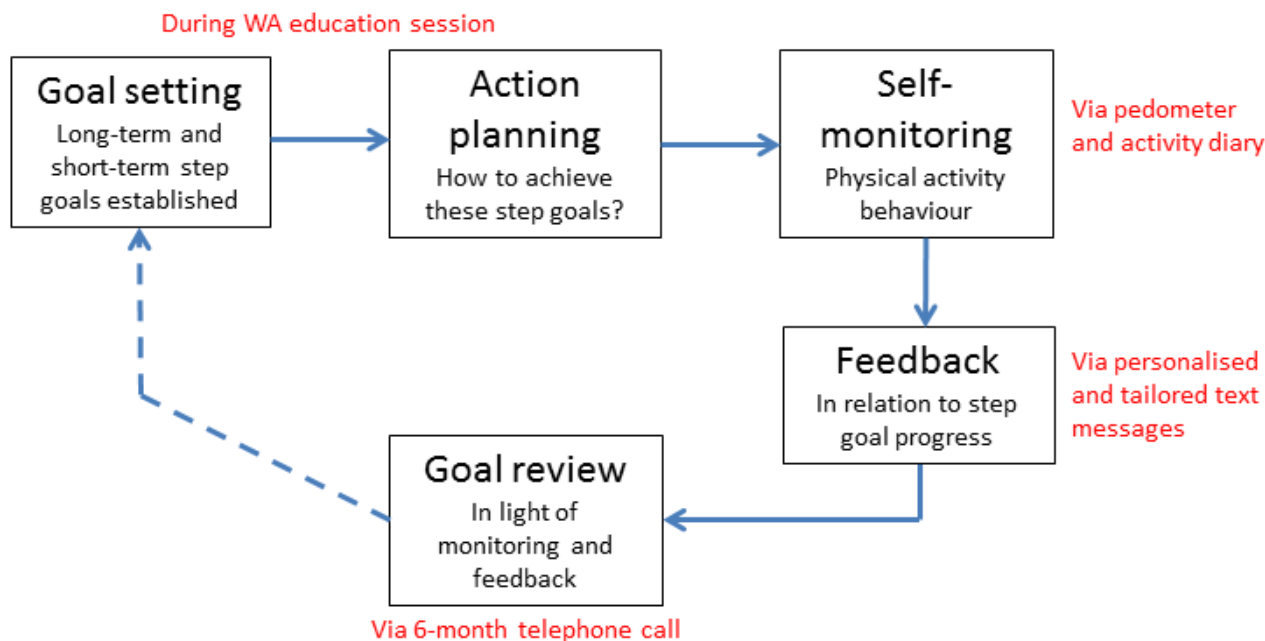 During WA education session
Goal setting
Long-term and
short-term step
goals established
Action
planning
How to achieve
these step goals?
Self-
monitoring
Physical activity
behaviour
Via pedometer
and activity diary
Feedback
In relation to step
goal progress
Via personalised
and tailored text
messages
Goal review
In light of
monitoring and
feedback
Via 6-month telephone call